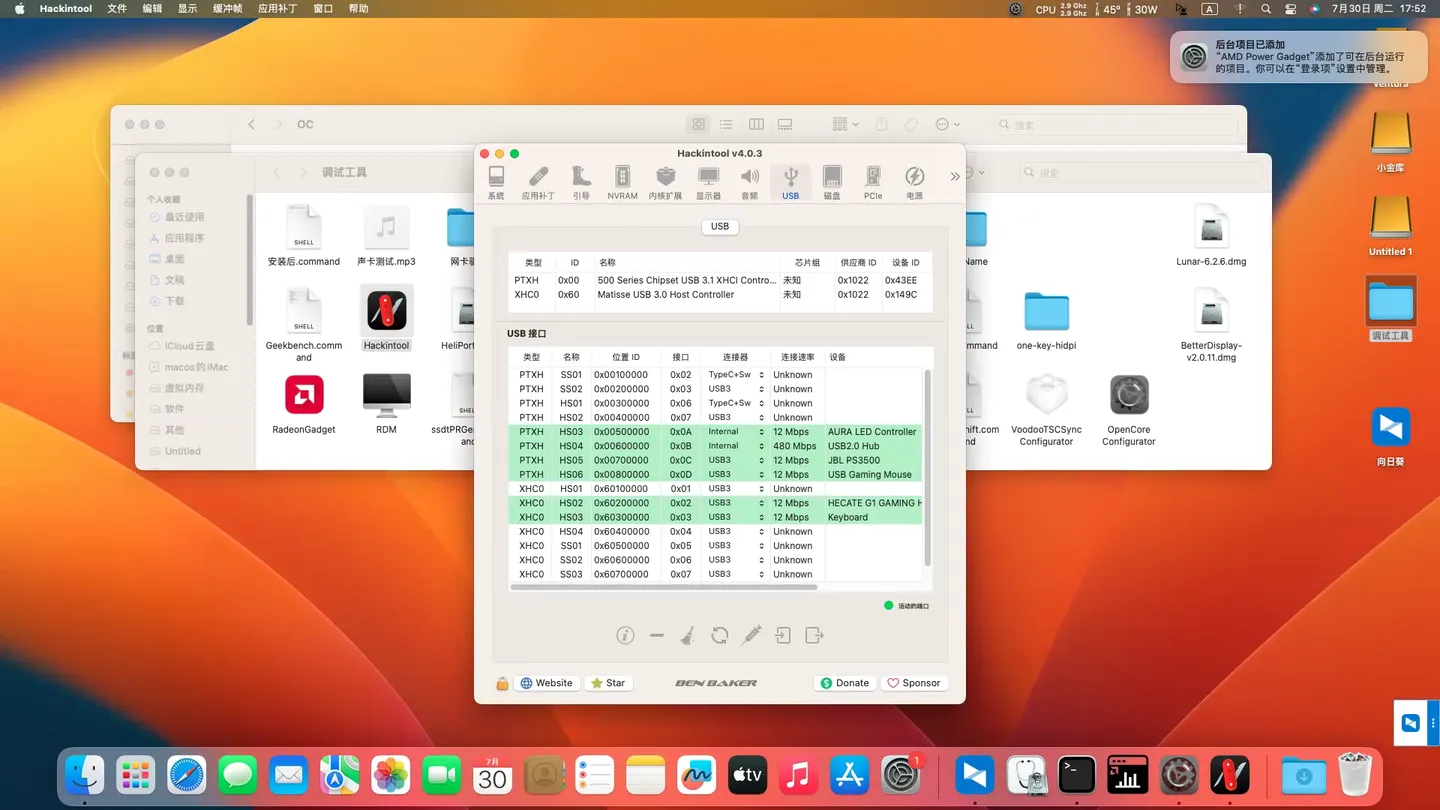 Hackintool 文件 编辑 显示 缓冲帧 应用补丁 窗口 帮助
CPU 2.9 Ghz 2.9 Ghz 45° 30W A 7月30日 周二 17:52
后台项目已添加
“AMD Power Gadget”添加了可在后台运行
的项目。你可以在“登录项”设置中管理。
Ventura
小金库
Untitled 1
调试工具
向日葵
OC
搜索
调试工具
搜索
个人收藏
最近使用
应用程序
桌面
文稿
下载
位置
iCloud云盘
macos的iMac
虚拟内存
软件
其他
Untitled
SHELL
安装后.command
声卡测试.mp3
网卡驱
Name
Lunar-6.2.6.dmg
SHELL
Geekbench.comm
and
Hackintool
HeliPort
mmand
one-key-hidpi
BetterDisplay-
v2.0.11.dmg
RadeonGadget
RDM
ssdtPRGe
and
hift.com
VoodooTSCSync
Configurator
OpenCore
Configurator
Hackintool v4.0.3
系统 应用补丁 引导 NVRAM 内核扩展 显示器 音频 USB 磁盘 PCIe 电源
USB
类型 ID 名称 芯片组 供应商 ID 设备 ID
PTXH 0x00 500 Series Chipset USB 3.1 XHCI Contro... 未知 0x1022 0x43EE
XHC0 0x60 Matisse USB 3.0 Host Controller 未知 0x1022 0x149C
USB 接口
类型 名称 位置 ID 接口 连接器 连接速率 设备
PTXH SS01 0x00100000 0x02 TypeC+Sw Unknown
PTXH SS02 0x00200000 0x03 USB3 Unknown
PTXH HS01 0x00300000 0x06 TypeC+Sw Unknown
PTXH HS02 0x00400000 0x07 USB3 Unknown
PTXH HS03 0x00500000 0x0A Internal 12 Mbps AURA LED Controller
PTXH HS04 0x00600000 0x0B Internal 480 Mbps USB2.0 Hub
PTXH HS05 0x00700000 0x0C USB3 12 Mbps JBL PS3500
PTXH HS06 0x00800000 0x0D USB3 12 Mbps USB Gaming Mouse
XHC0 HS01 0x60100000 0x01 USB3 Unknown
XHC0 HS02 0x60200000 0x02 USB3 12 Mbps HECATE G1 GAMING H
XHC0 HS03 0x60300000 0x03 USB3 12 Mbps Keyboard
XHC0 HS04 0x60400000 0x04 USB3 Unknown
XHC0 SS01 0x60500000 0x05 USB3 Unknown
XHC0 SS02 0x60600000 0x06 USB3 Unknown
XHC0 SS03 0x60700000 0x07 USB3 Unknown
活动的端口
Website Star BEN BAKER Donate Sponsor
7月
30
tv
1